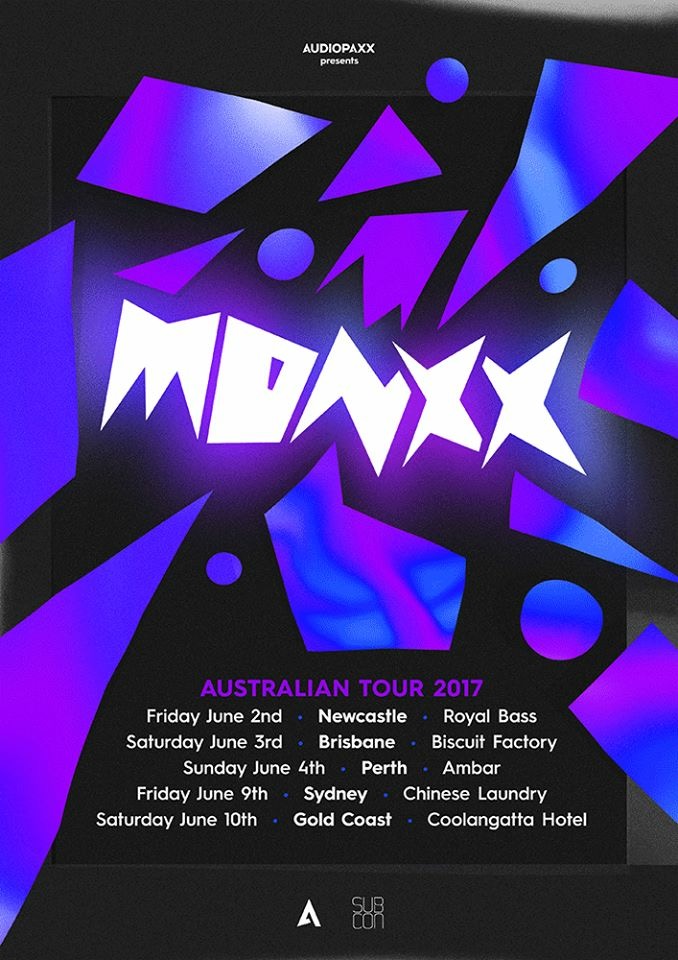 AUDIOPAXX
presents
MONXX
AUSTRALIAN TOUR 2017
Friday June 2nd • Newcastle • Royal Bass
Saturday June 3rd • Brisbane • Biscuit Factory
Sunday June 4th • Perth • Ambar
Friday June 9th • Sydney • Chinese Laundry
Saturday June 10th • Gold Coast • Coolangatta Hotel
A
SUB
CON